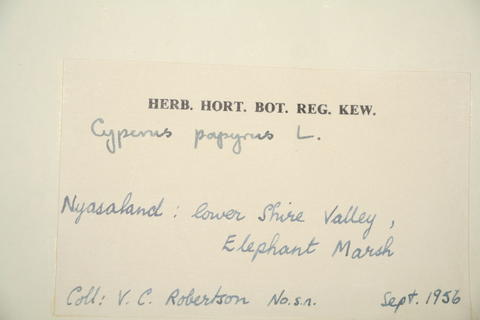 HERB. HORT. BOT. REG. KEW.
Cyperus papyrus L.
Nyasaland : lower Shire Valley ,
Elephant Marsh
Coll: V. C. Robertson No. s.n. Sept. 1956